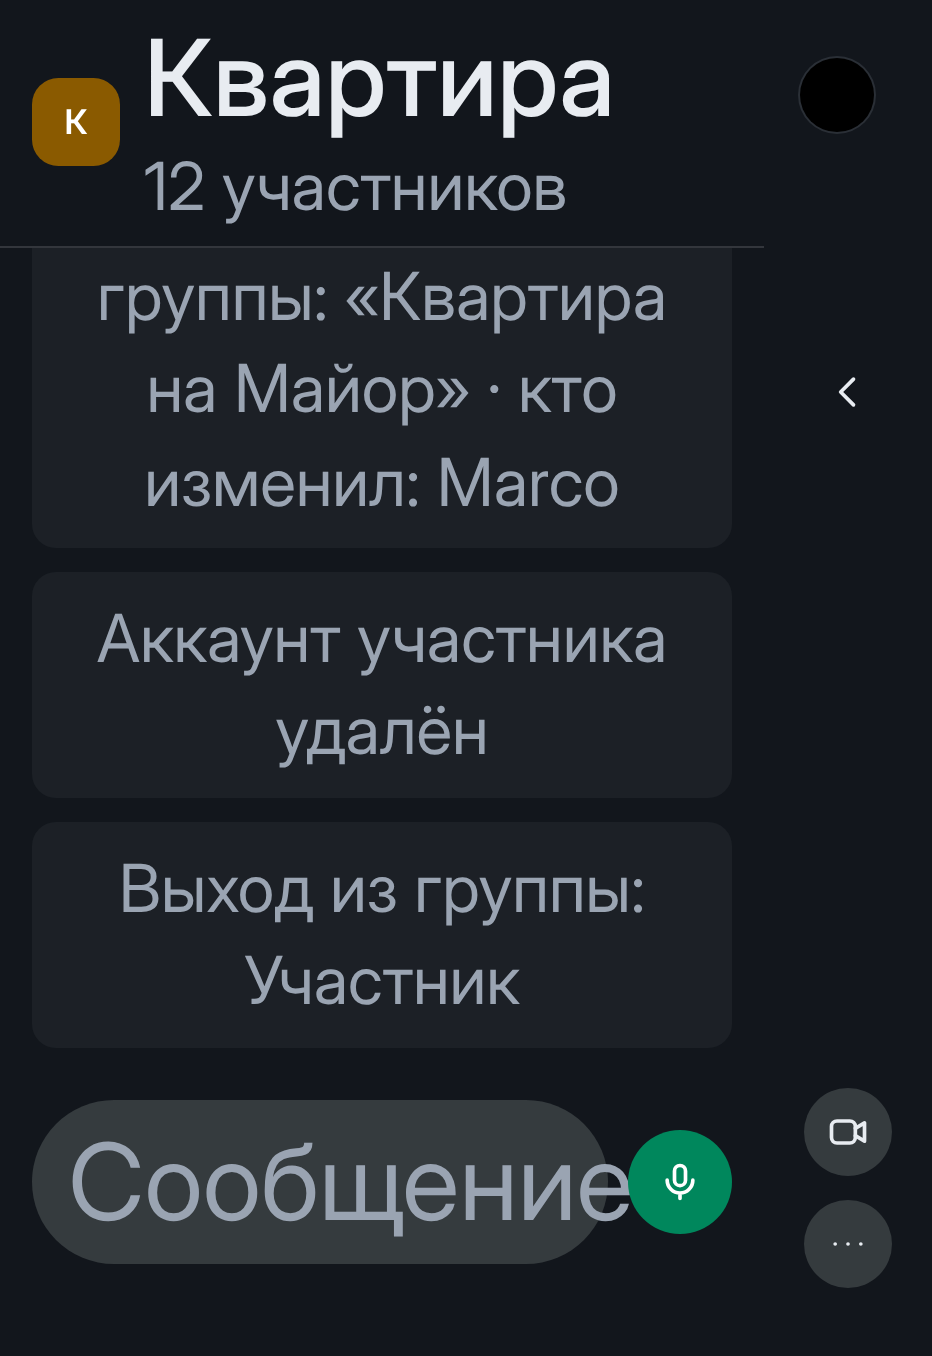 К
Квартира
12 участников
группы: «Квартира
на Майор» · кто
изменил: Marco
Аккаунт участника
удалён
Выход из группы:
Участник
Сообщение